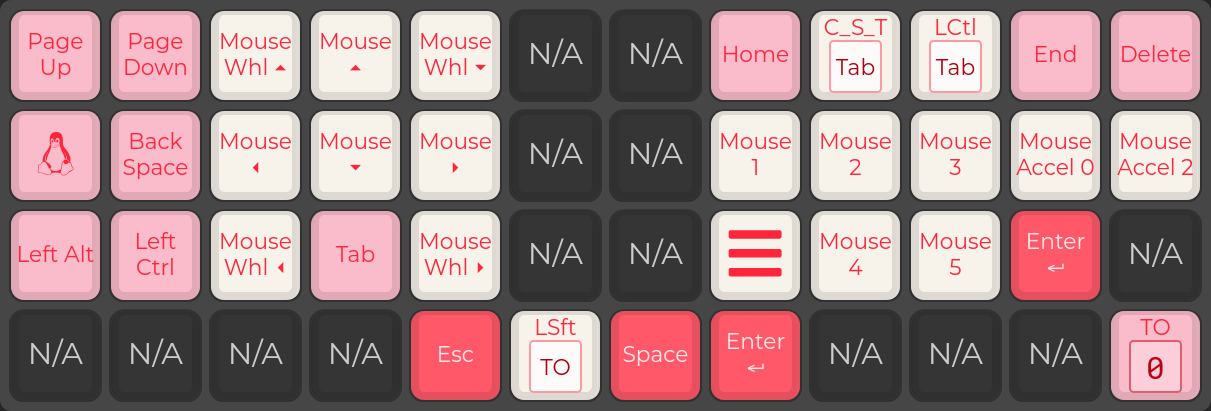 Page Up
Page Down
Mouse Whl ▲
Mouse ▲
Mouse Whl ▼
N/A
N/A
Home
C_S_T Tab
LCtl Tab
End
Delete
Back Space
Mouse ◀
Mouse ▼
Mouse ▶
N/A
N/A
Mouse 1
Mouse 2
Mouse 3
Mouse Accel 0
Mouse Accel 2
Left Alt
Left Ctrl
Mouse Whl ◀
Tab
Mouse Whl ▶
N/A
N/A
Mouse 4
Mouse 5
Enter ↵
N/A
N/A
N/A
N/A
N/A
Esc
LSft TO
Space
Enter ↵
N/A
N/A
N/A
TO 0